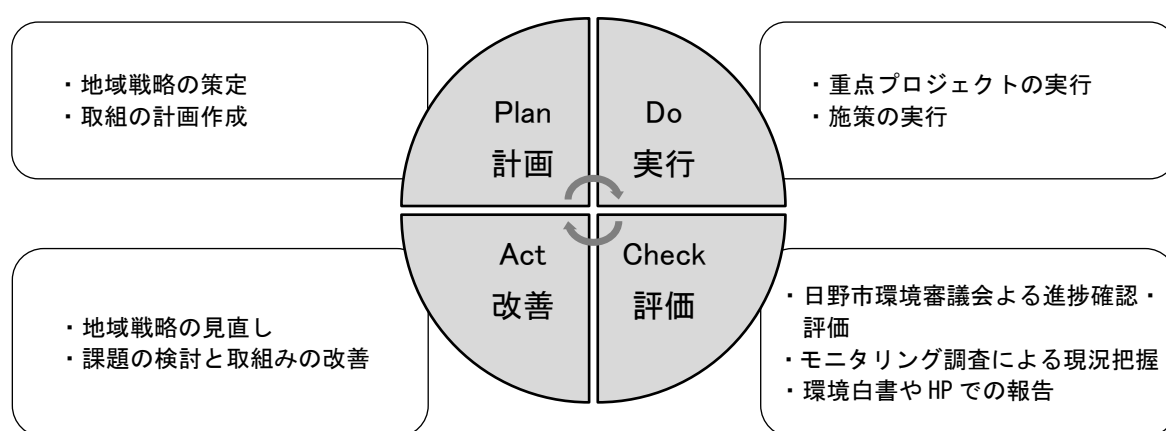 ・地域戦略の策定
・取組の計画作成
Plan
計画
Do
実行
・重点プロジェクトの実行
・施策の実行
・地域戦略の見直し
・課題の検討と取組みの改善
Act
改善
Check
評価
・日野市環境審議会よる進捗確認・
評価
・モニタリング調査による現況把握
・環境白書や HP での報告